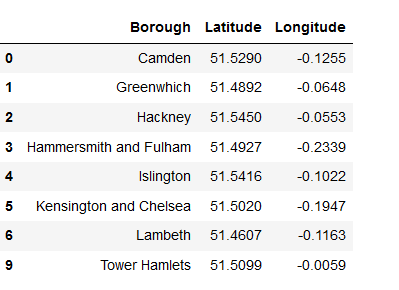 Borough Latitude Longitude
0 Camden 51.5290 -0.1255
1 Greenwhich 51.4892 -0.0648
2 Hackney 51.5450 -0.0553
3 Hammersmith and Fulham 51.4927 -0.2339
4 Islington 51.5416 -0.1022
5 Kensington and Chelsea 51.5020 -0.1947
6 Lambeth 51.4607 -0.1163
9 Tower Hamlets 51.5099 -0.0059